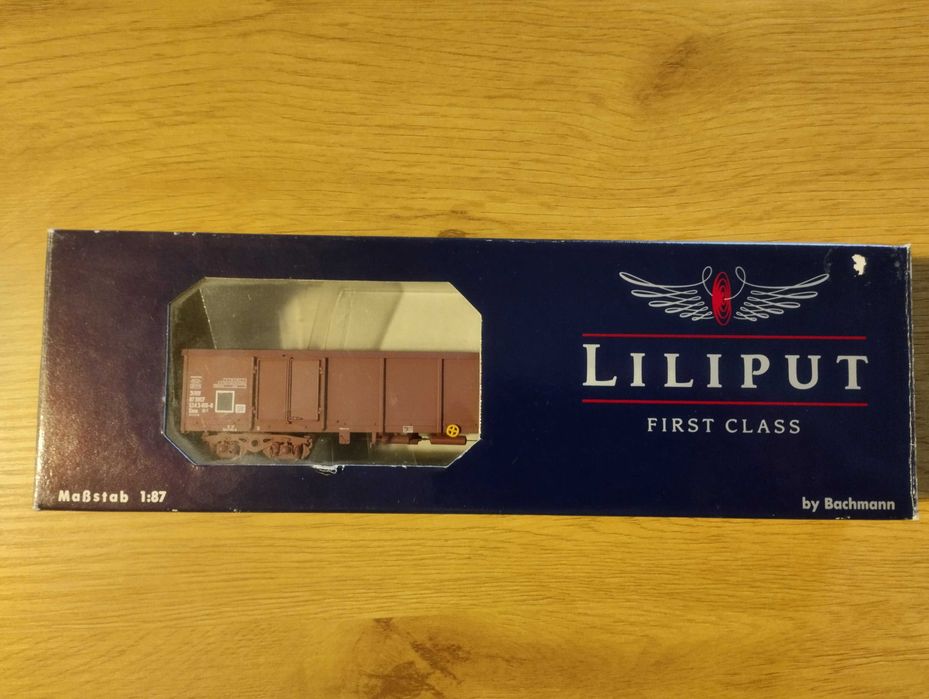 LILIPUT
FIRST CLASS
Maßstab 1:87
by Bachmann